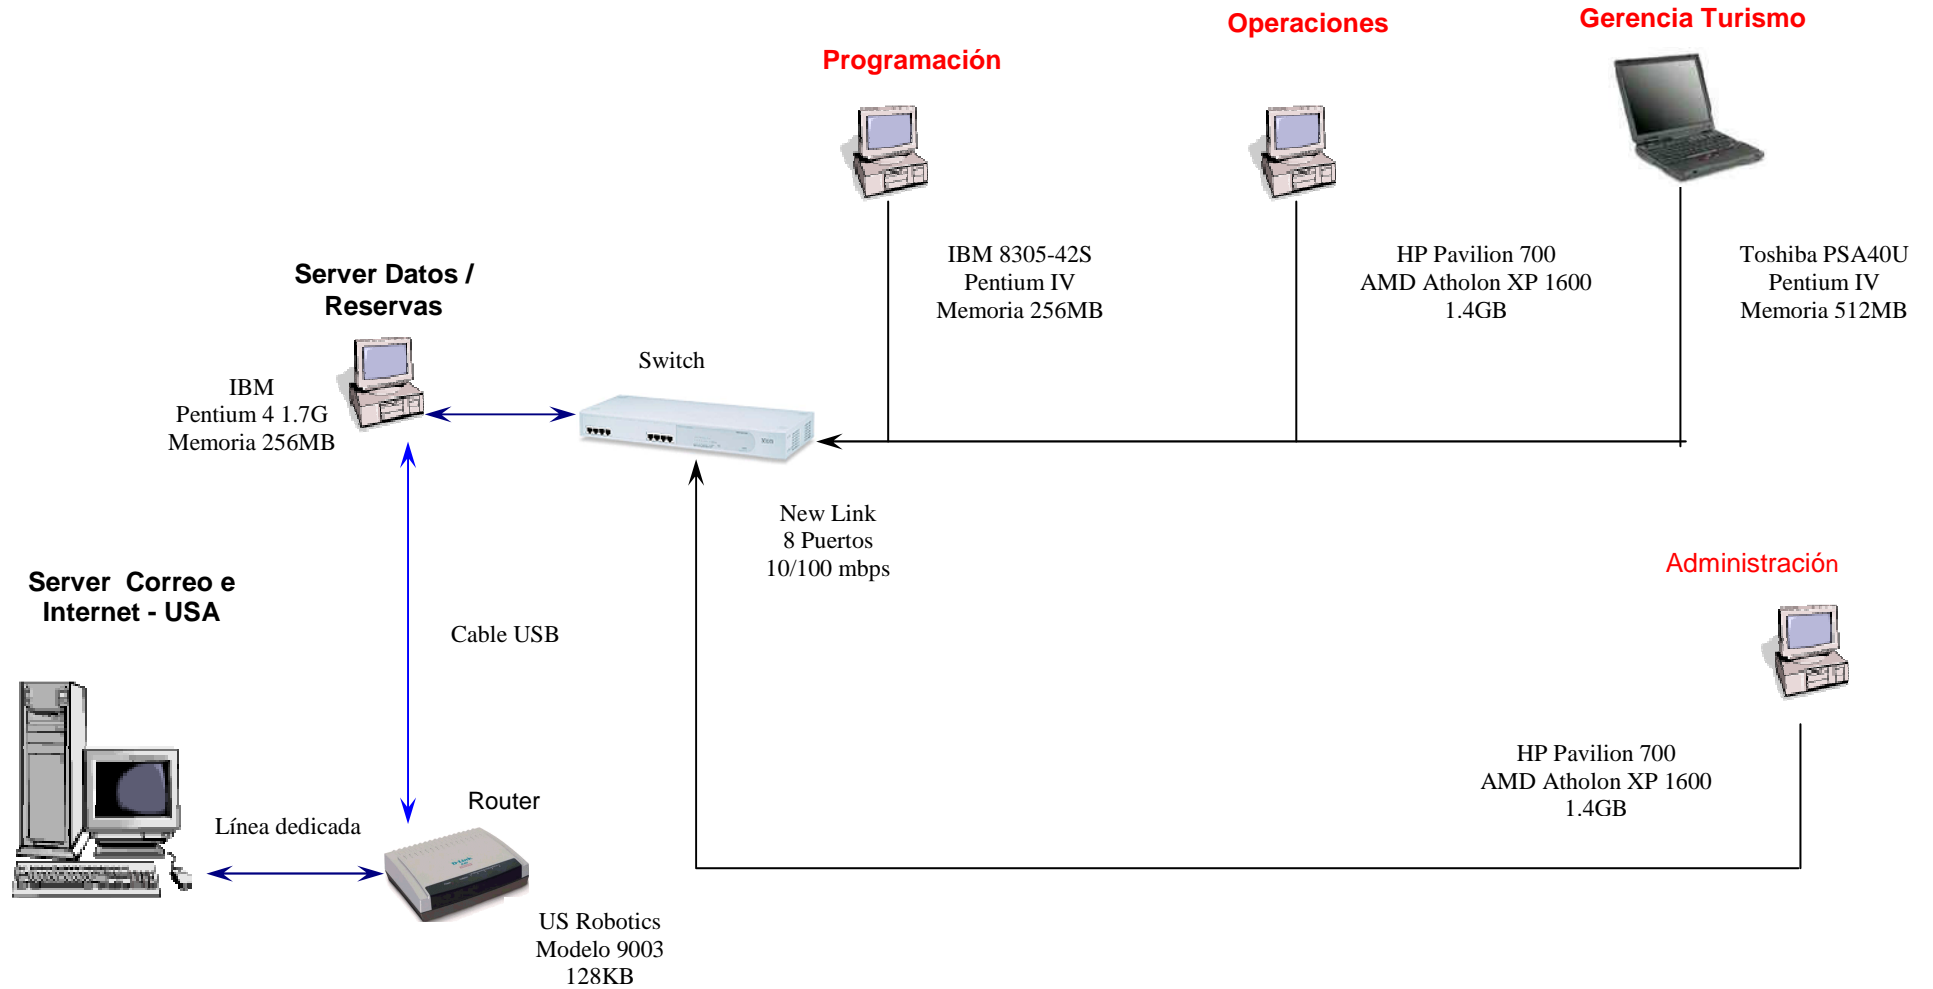 Operaciones
Gerencia Turismo
Programación
IBM 8305-42S
Pentium IV
Memoria 256MB
HP Pavilion 700
AMD Atholon XP 1600
1.4GB
Toshiba PSA40U
Pentium IV
Memoria 512MB
Server Datos /
Reservas
IBM
Pentium 4 1.7G
Memoria 256MB
Switch
New Link
8 Puertos
10/100 mbps
Administración
Server Correo e
Internet - USA
Cable USB
HP Pavilion 700
AMD Atholon XP 1600
1.4GB
Router
Línea dedicada
D-Link
US Robotics
Modelo 9003
128KB